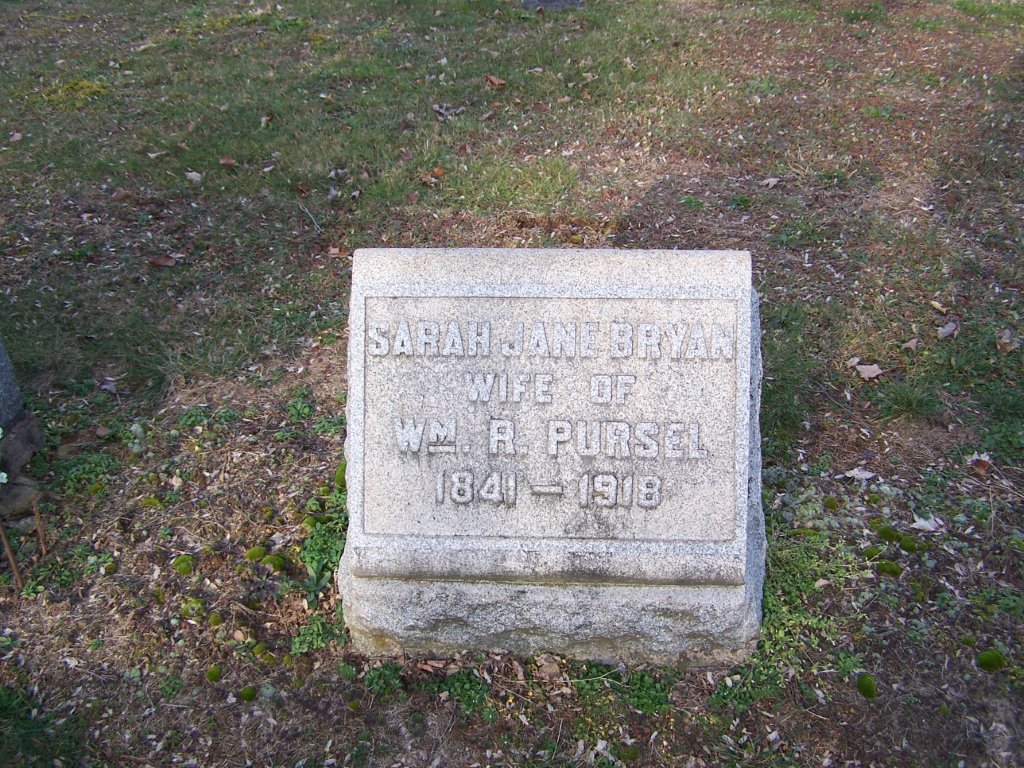 SARAH JANE BRYAN
WIFE OF
WM. R. PURSEL
1841 — 1918